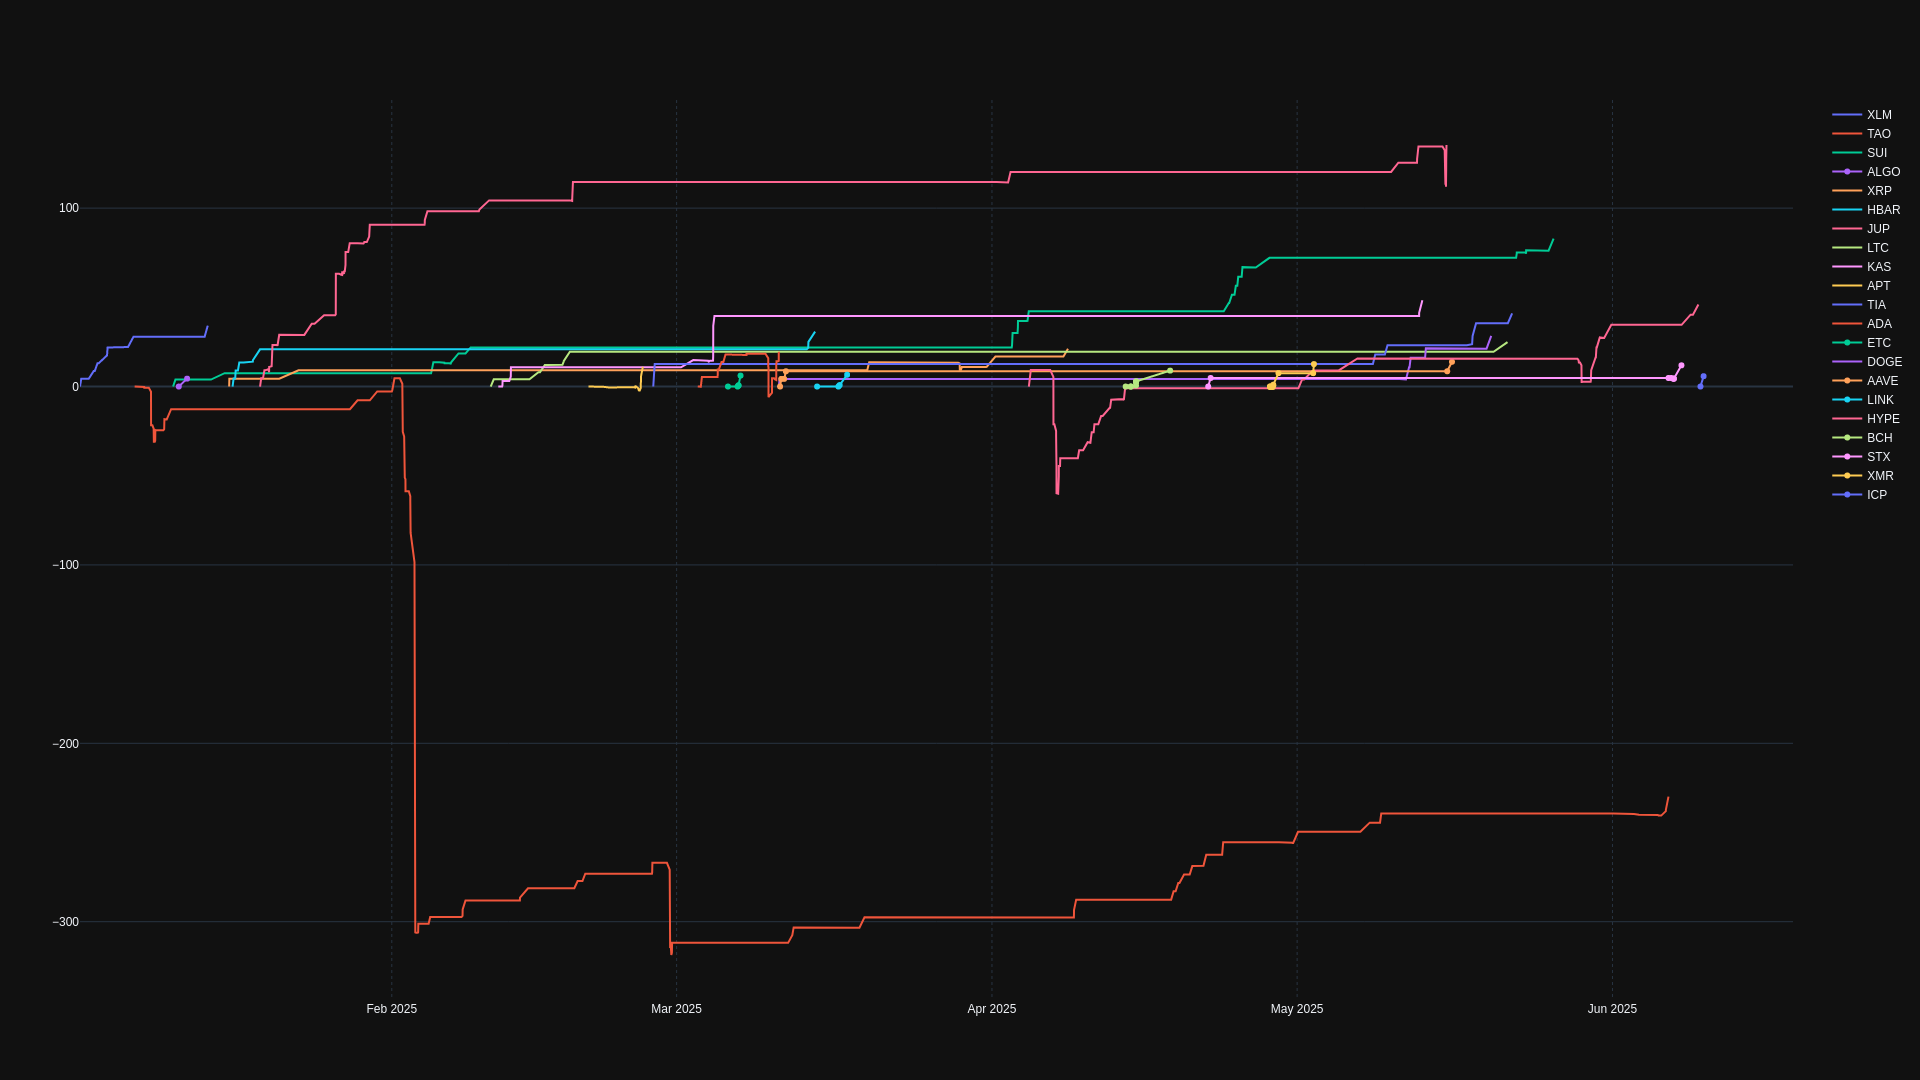 100
0
−100
−200
−300
Feb 2025
Mar 2025
Apr 2025
May 2025
Jun 2025
XLM
TAO
SUI
ALGO
XRP
HBAR
JUP
LTC
KAS
APT
TIA
ADA
ETC
DOGE
AAVE
LINK
HYPE
BCH
STX
XMR
ICP